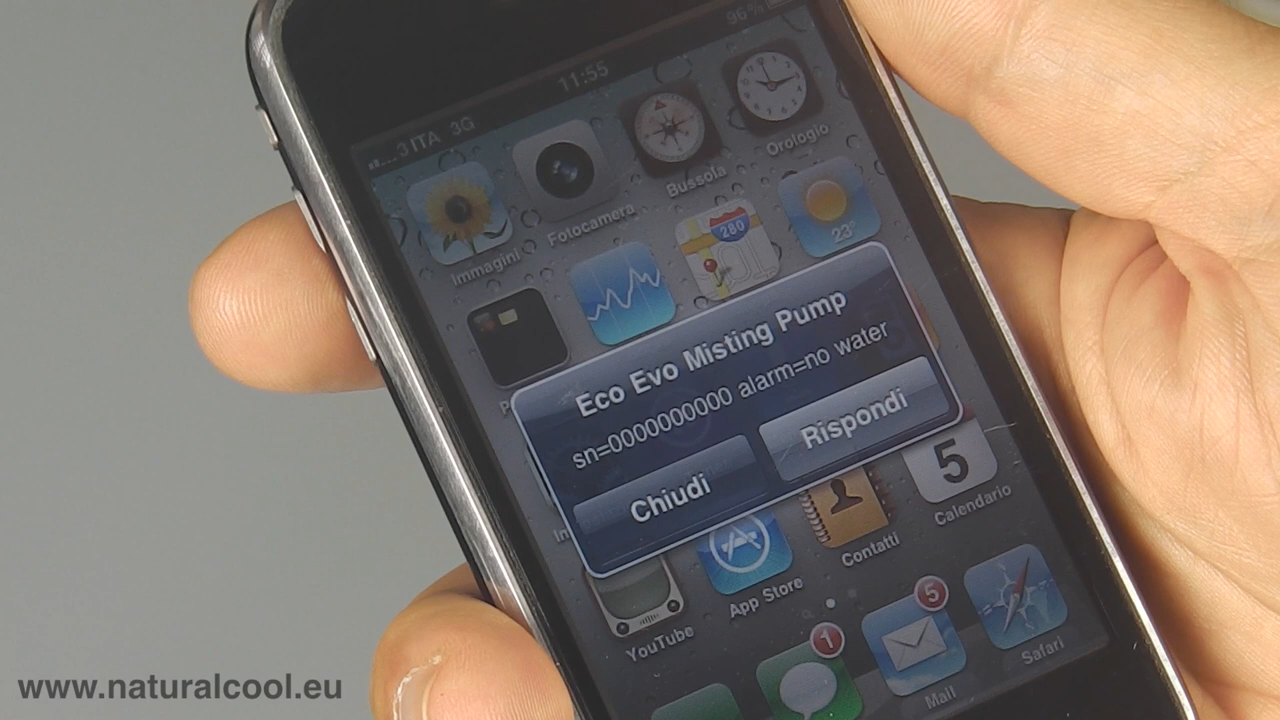 96%
11:55
3 ITA 3G
Orologio
Bussola
Fotocamera
Immagini
280
23°
Eco Evo Misting Pump
sn=0000000000 alarm=no water
Chiudi
Rispondi
5
Calendario
Contatti
App Store
YouTube
1
5
Mail
Safari
www.naturalcool.eu